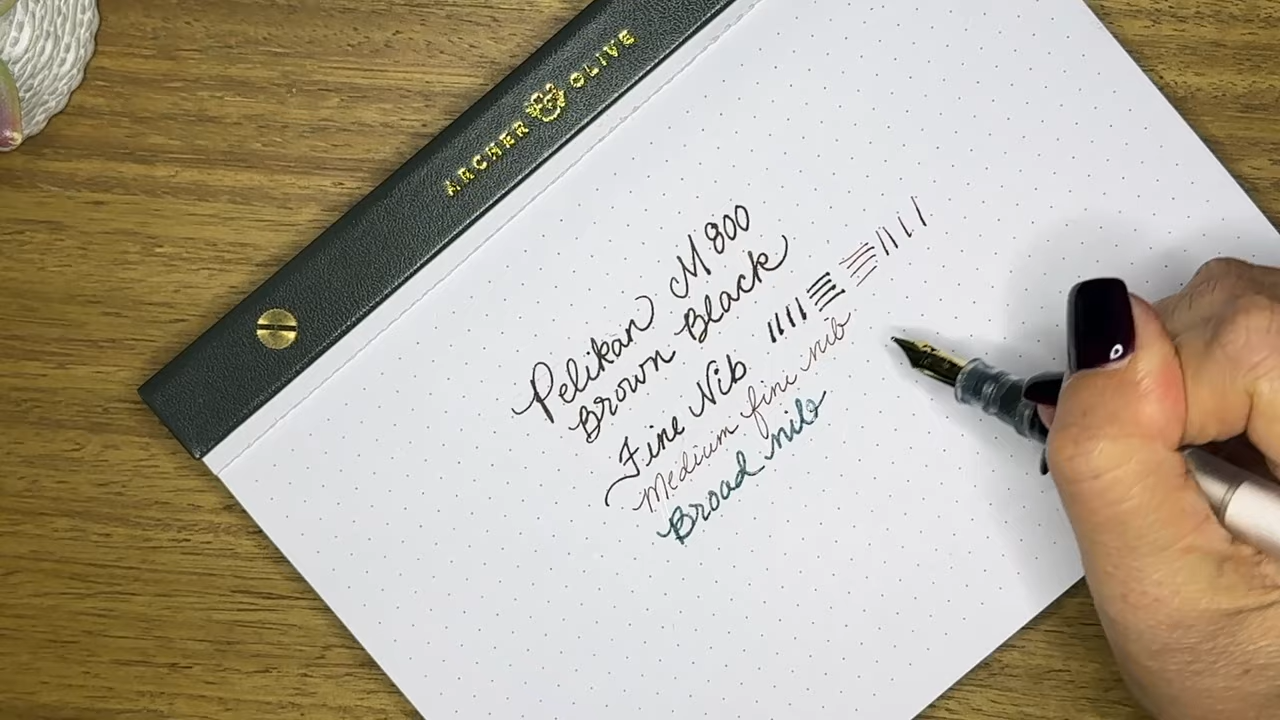 ARCHER & OLIVE
Pelikan M800
Brown Black
Fine Nib
Medium fine nib
Broad nib